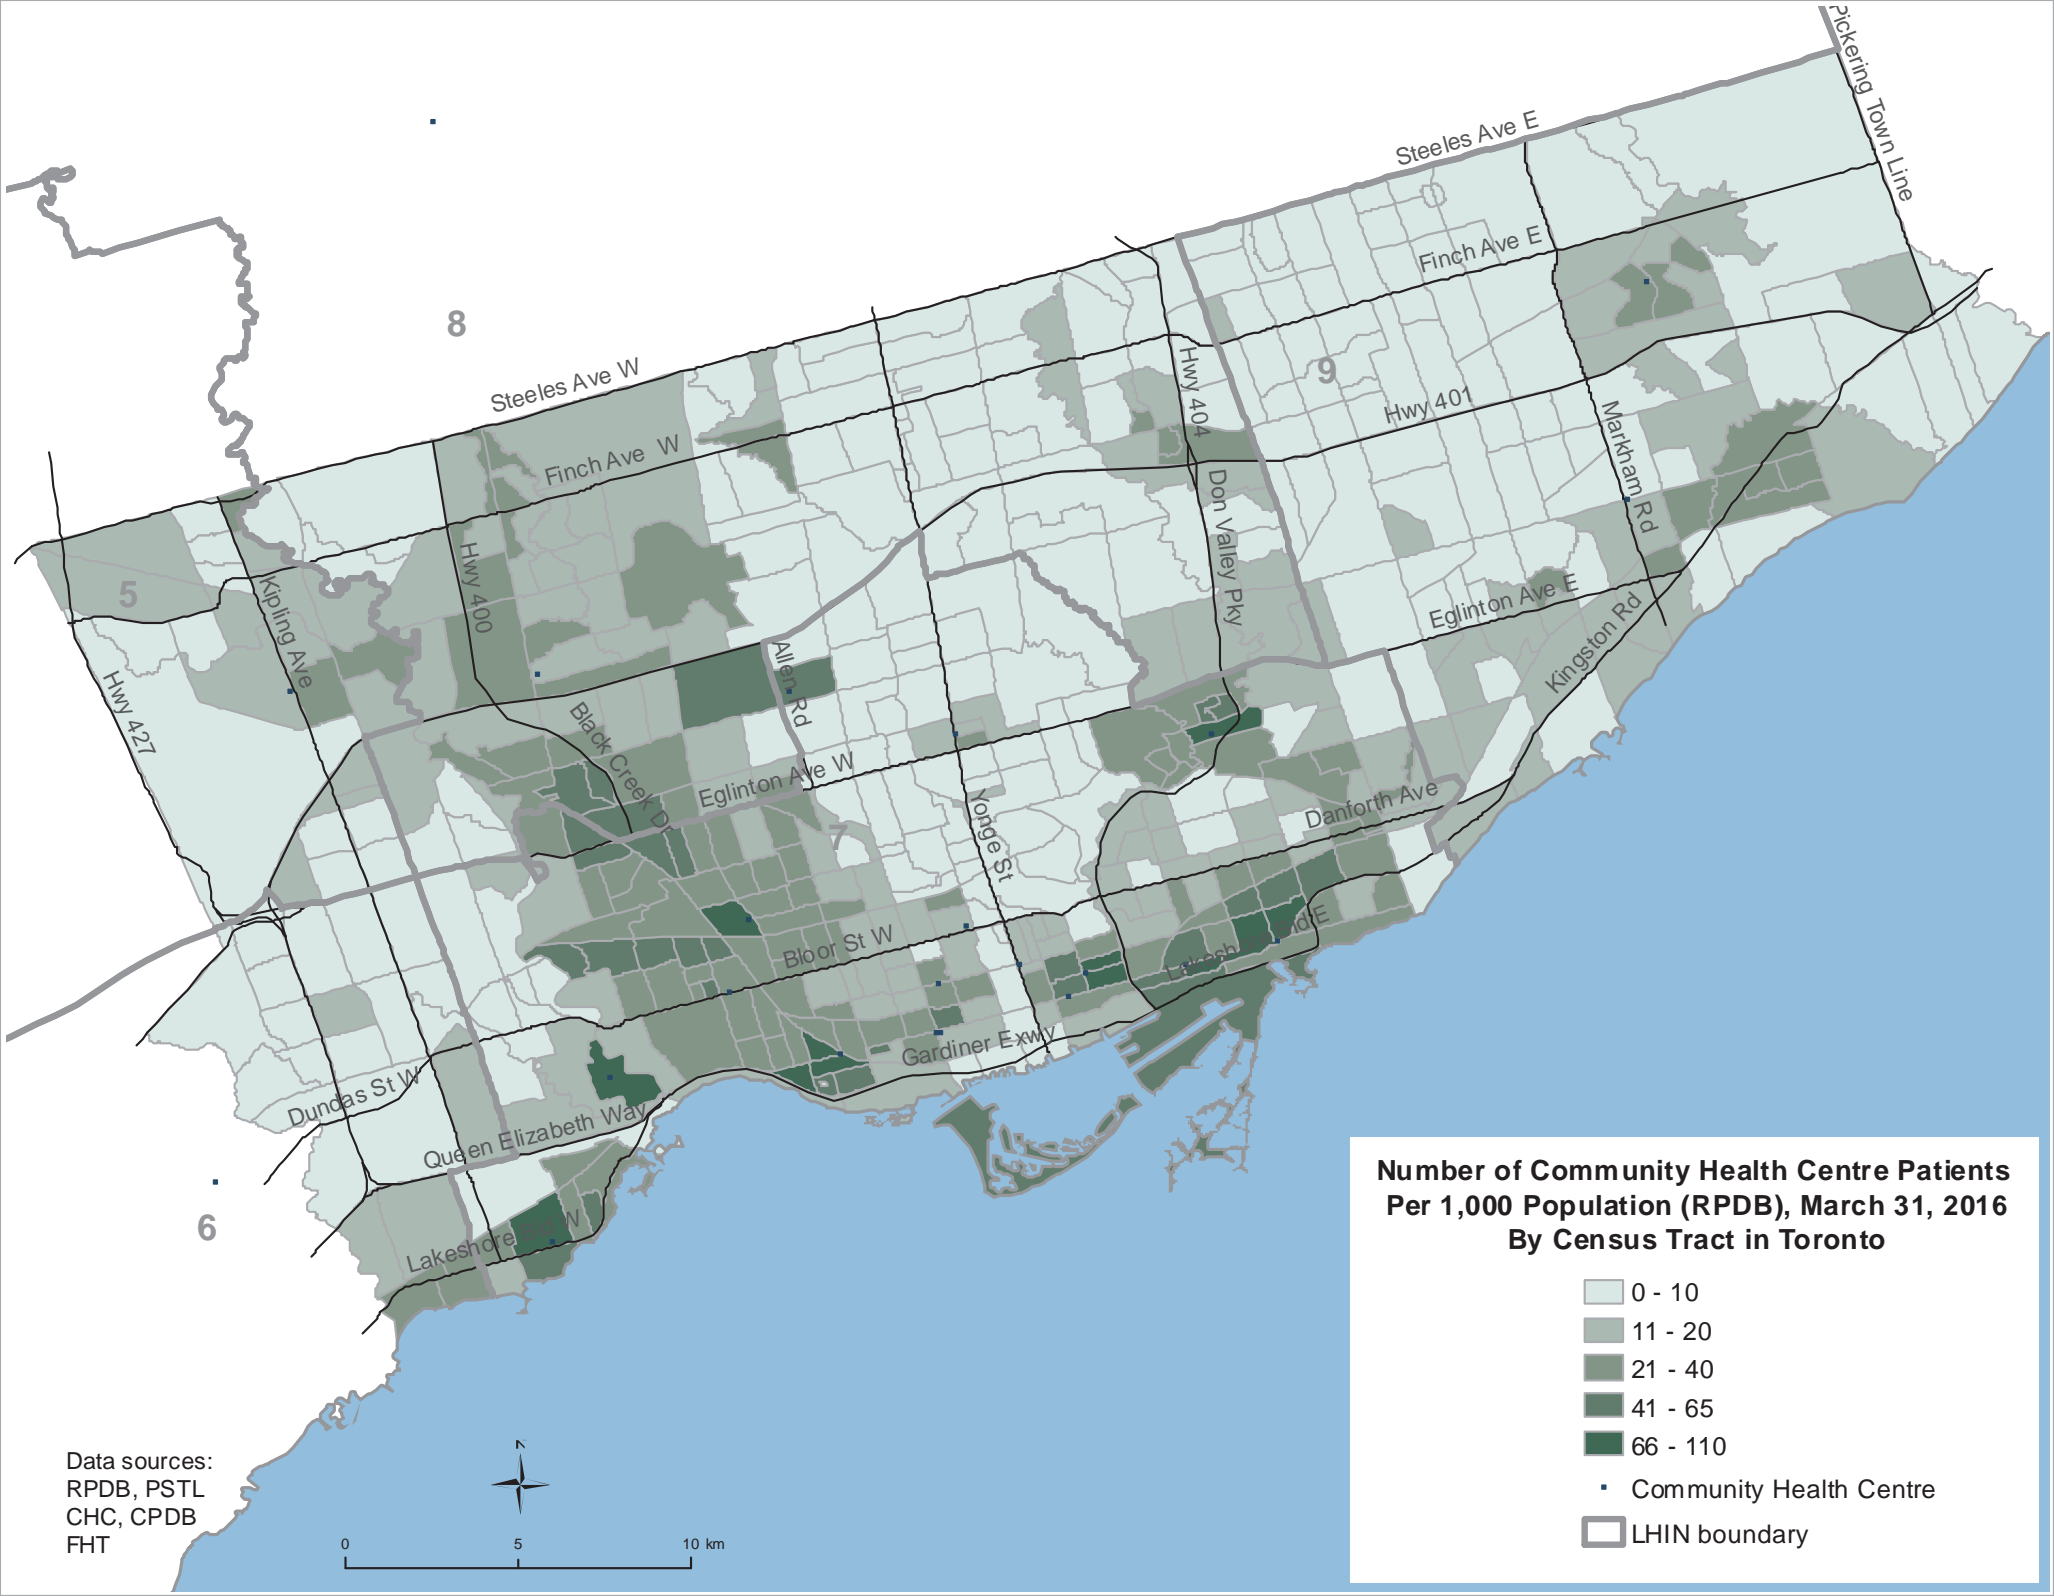 Pickering Town Line
Steeles Ave E
Finch Ave E
8
Hwy 404
9
Steeles Ave W
Hwy 401
Markham Rd
Finch Ave W
Don Valley Pky
Hwy 400
5
Kipling Ave
Eglinton Ave E
Kingston Rd
Hwy 427
Allen Rd
Black Creek Dr
Eglinton Ave W
Danforth Ave
Yonge St
7
Bloor St W
Lakeshore Blvd E
Gardiner Exwy
Dundas St W
Queen Elizabeth Way
6
Lakeshore Blvd W
Number of Community Health Centre Patients
Per 1,000 Population (RPDB), March 31, 2016
By Census Tract in Toronto
0 - 10
11 - 20
21 - 40
41 - 65
66 - 110
Community Health Centre
LHIN boundary
Data sources:
RPDB, PSTL
CHC, CPDB
FHT
N
0 5 10 km